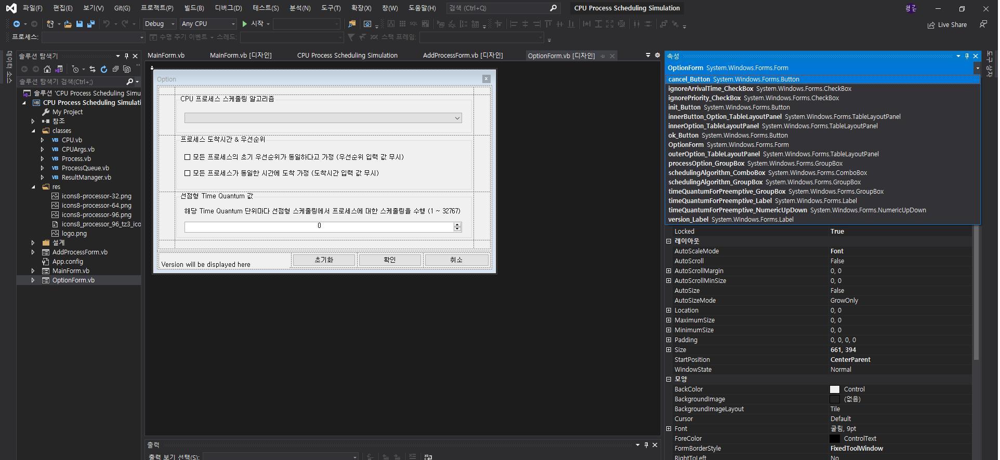 파일(F) 편집(E) 보기(V) Git(G) 프로젝트(P) 빌드(B) 디버그(D) 테스트(S) 분석(N) 도구(T) 확장(X) 창(W) 도움말(H) 검색 (Ctrl+Q) CPU Process Scheduling Simulation 형근
Debug Any CPU 시작 SQL Live Share
프로세스: 수명 주기 이벤트 스레드: 스택 프레임:
데이터 소스
솔루션 탐색기
솔루션 탐색기 검색(Ctrl+;)
솔루션 'CPU Process Scheduling Simu
CPU Process Scheduling Simulati
My Project
참조
classes
CPU.vb
CPUArgs.vb
Process.vb
ProcessQueue.vb
ResultManager.vb
res
icons8-processor-32.png
icons8-processor-64.png
icons8-processor-96.png
icons8_processor_96_tz3_ico
logo.png
설계
AddProcessForm.vb
App.config
MainForm.vb
OptionForm.vb
MainForm.vb MainForm.vb [디자인] CPU Process Scheduling Simulation AddProcessForm.vb [디자인] OptionForm.vb [디자인]
Option
CPU 프로세스 스케줄링 알고리즘
프로세스 도착시간 & 우선순위
모든 프로세스의 초기 우선순위가 동일하다고 가정 (우선순위 입력 값 무시)
모든 프로세스가 동일한 시간에 도착 가정 (도착시간 입력 값 무시)
선점형 Time Quantum 값
해당 Time Quantum 단위마다 선점형 스케줄링에서 프로세스에 대한 스케줄링을 수행 (1 ~ 32767)
0
Version will be displayed here 초기화 확인 취소
출력
출력 보기 선택(S):
속성
OptionForm System.Windows.Forms.Form
cancel_Button System.Windows.Forms.Button
ignoreArrivalTime_CheckBox System.Windows.Forms.CheckBox
ignorePriority_CheckBox System.Windows.Forms.CheckBox
init_Button System.Windows.Forms.Button
innerButton_Option_TableLayoutPanel System.Windows.Forms.TableLayoutPanel
innerOption_TableLayoutPanel System.Windows.Forms.TableLayoutPanel
ok_Button System.Windows.Forms.Button
OptionForm System.Windows.Forms.Form
outerOption_TableLayoutPanel System.Windows.Forms.TableLayoutPanel
processOption_GroupBox System.Windows.Forms.GroupBox
schedulingAlgorithm_ComboBox System.Windows.Forms.ComboBox
schedulingAlgorithm_GroupBox System.Windows.Forms.GroupBox
timeQuantumForPreemptive_GroupBox System.Windows.Forms.GroupBox
timeQuantumForPreemptive_Label System.Windows.Forms.Label
timeQuantumForPreemptive_NumericUpDown System.Windows.Forms.NumericUpDown
version_Label System.Windows.Forms.Label
Locked True
레이아웃
AutoScaleMode Font
AutoScroll False
AutoScrollMargin 0, 0
AutoScrollMinSize 0, 0
AutoSize False
AutoSizeMode GrowOnly
Location 0, 0
MaximumSize 0, 0
MinimumSize 0, 0
Padding 0, 0, 0, 0
Size 661, 394
StartPosition CenterParent
WindowState Normal
모양
BackColor Control
BackgroundImage (없음)
BackgroundImageLayout Tile
Cursor Default
Font 굴림, 9pt
ForeColor ControlText
FormBorderStyle FixedToolWindow
RightToLeft No
도구 상자